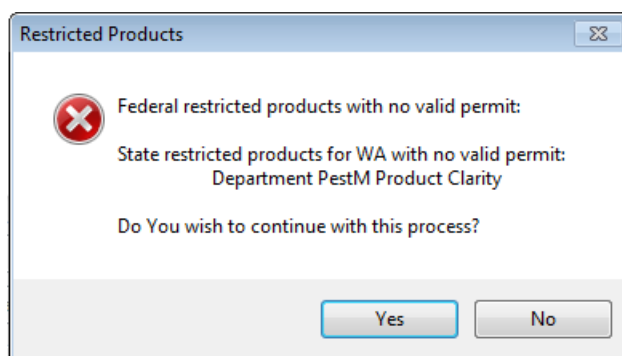 Restricted Products
Federal restricted products with no valid permit:
State restricted products for WA with no valid permit:
Department PestM Product Clarity
Do You wish to continue with this process?
Yes No